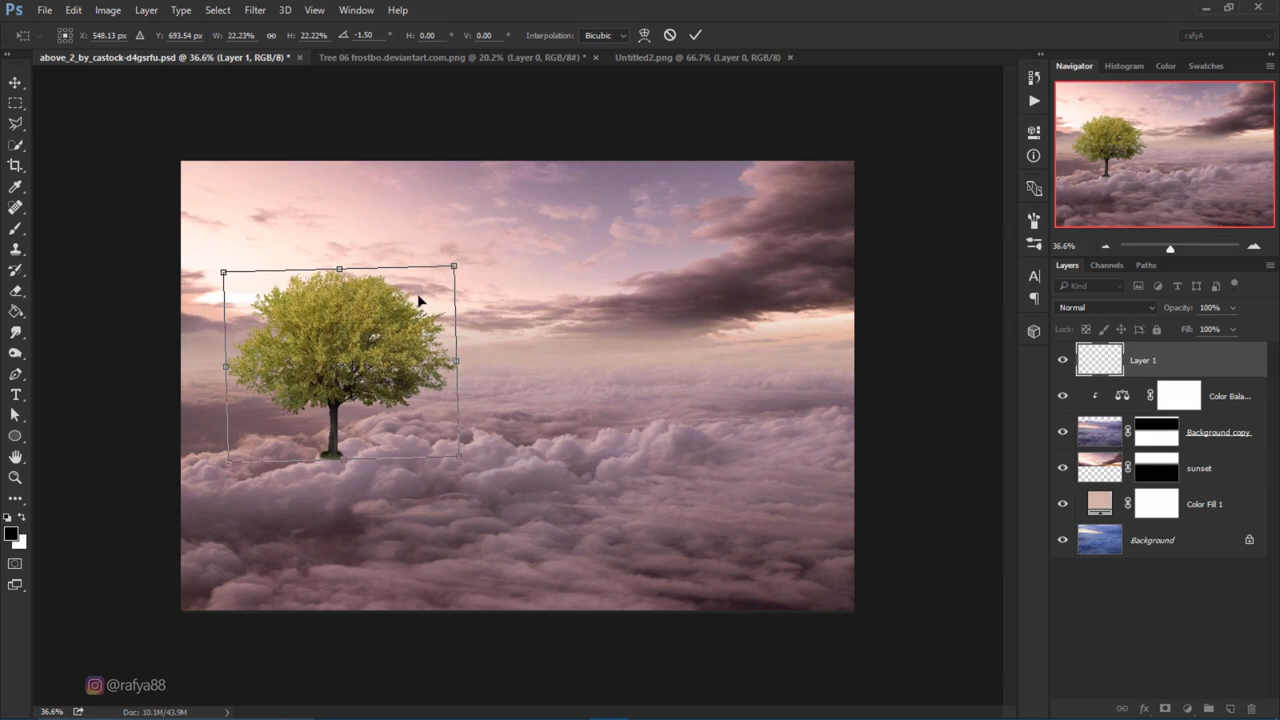 Ps File Edit Image Layer Type Select Filter 3D View Window Help
X: 548.13 px Y: 693.54 px W: 22.23% H: 22.22% -1.50 ° H: 0.00 ° V: 0.00 ° Interpolation: Bicubic rafyA
above_2_by_castock-d4gsrfu.psd @ 36.6% (Layer 1, RGB/8) * × Tree 06 frostbo.deviantart.com.png @ 20.2% (Layer 0, RGB/8#) * × Untitled2.png @ 66.7% (Layer 0, RGB/8) ×
Navigator Histogram Color Swatches
36.6%
Layers Channels Paths
Kind
Normal Opacity: 100%
Lock: Fill: 100%
Layer 1
Color Bala...
Background copy
sunset
Color Fill 1
Background
@rafya88
36.6% Doc: 10.1M/43.9M